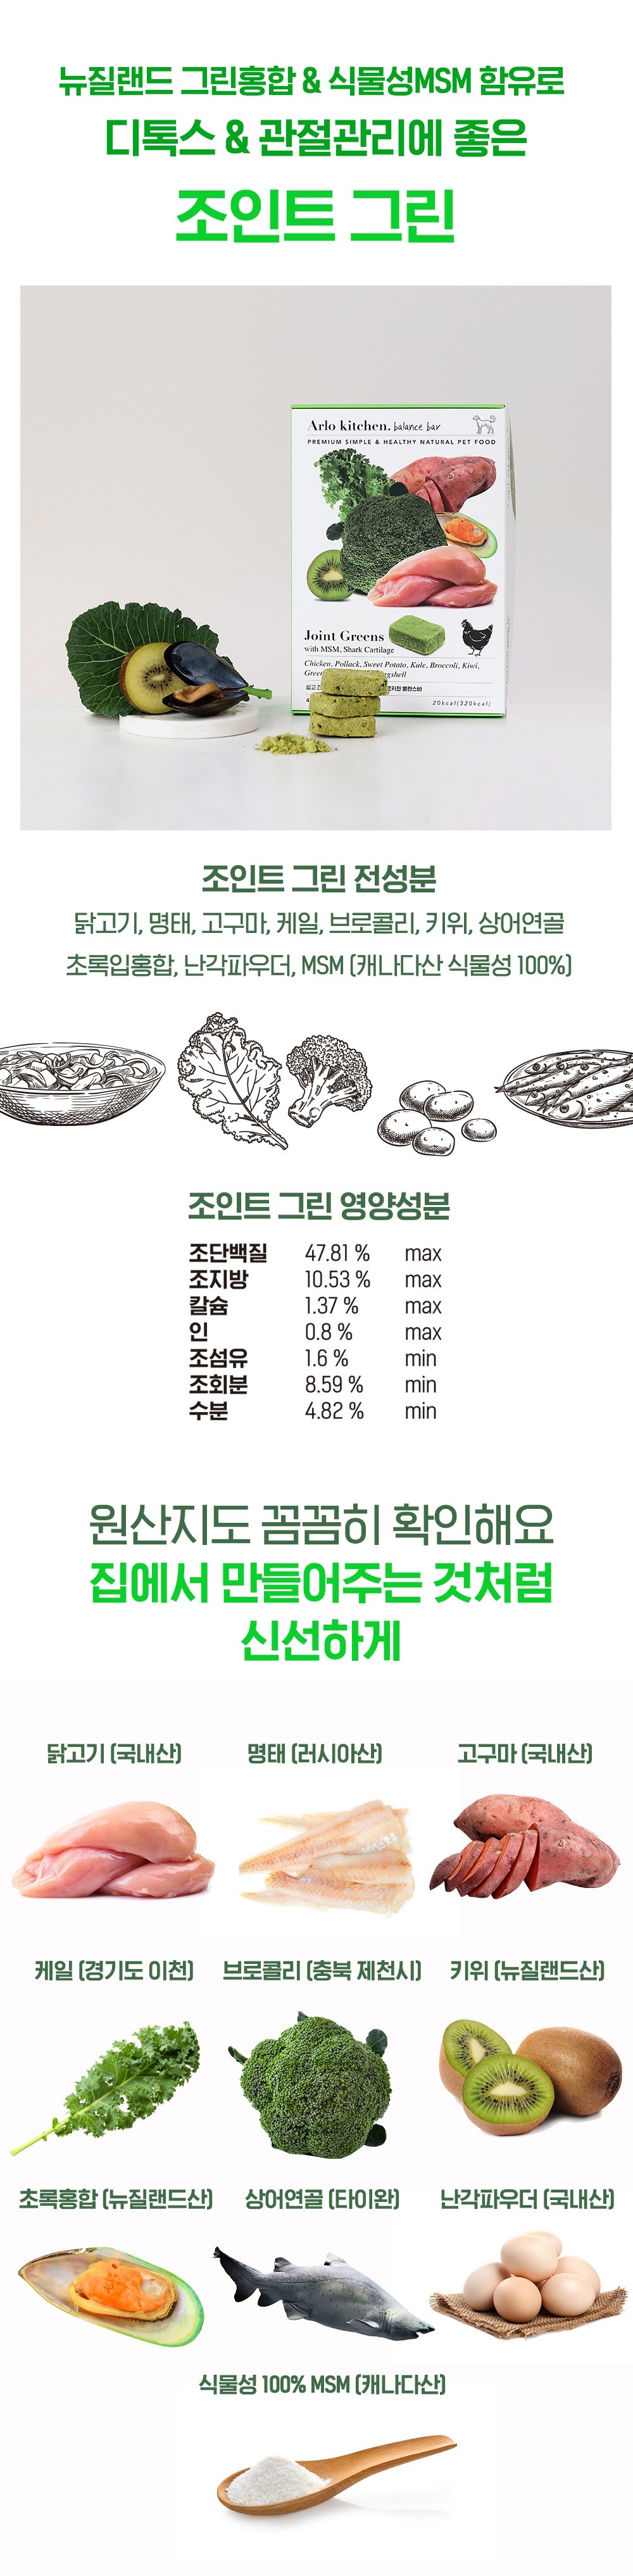 뉴질랜드 그린홍합 & 식물성MSM 함유로
디톡스 & 관절관리에 좋은
조인트 그린
Arlo kitchen. balance bar
PREMIUM SIMPLE & HEALTHY NATURAL PET FOOD
Joint Greens
with MSM, Shark Cartilage
Chicken, Pollack, Sweet Potato, Kale, Broccoli, Kiwi,
20kcal(320kcal)
조인트 그린 전성분
닭고기, 명태, 고구마, 케일, 브로콜리, 키위, 상어연골
초록입홍합, 난각파우더, MSM (캐나다산 식물성 100%)
조인트 그린 영양성분
조단백질 47.81 % max
조지방 10.53 % max
칼슘 1.37 % max
인 0.8 % max
조섬유 1.6 % min
조회분 8.59 % min
수분 4.82 % min
원산지도 꼼꼼히 확인해요
집에서 만들어주는 것처럼
신선하게
닭고기 (국내산) 명태 (러시아산) 고구마 (국내산)
케일 (경기도 이천) 브로콜리 (충북 제천시) 키위 (뉴질랜드산)
초록홍합 (뉴질랜드산) 상어연골 (타이완) 난각파우더 (국내산)
식물성 100% MSM (캐나다산)